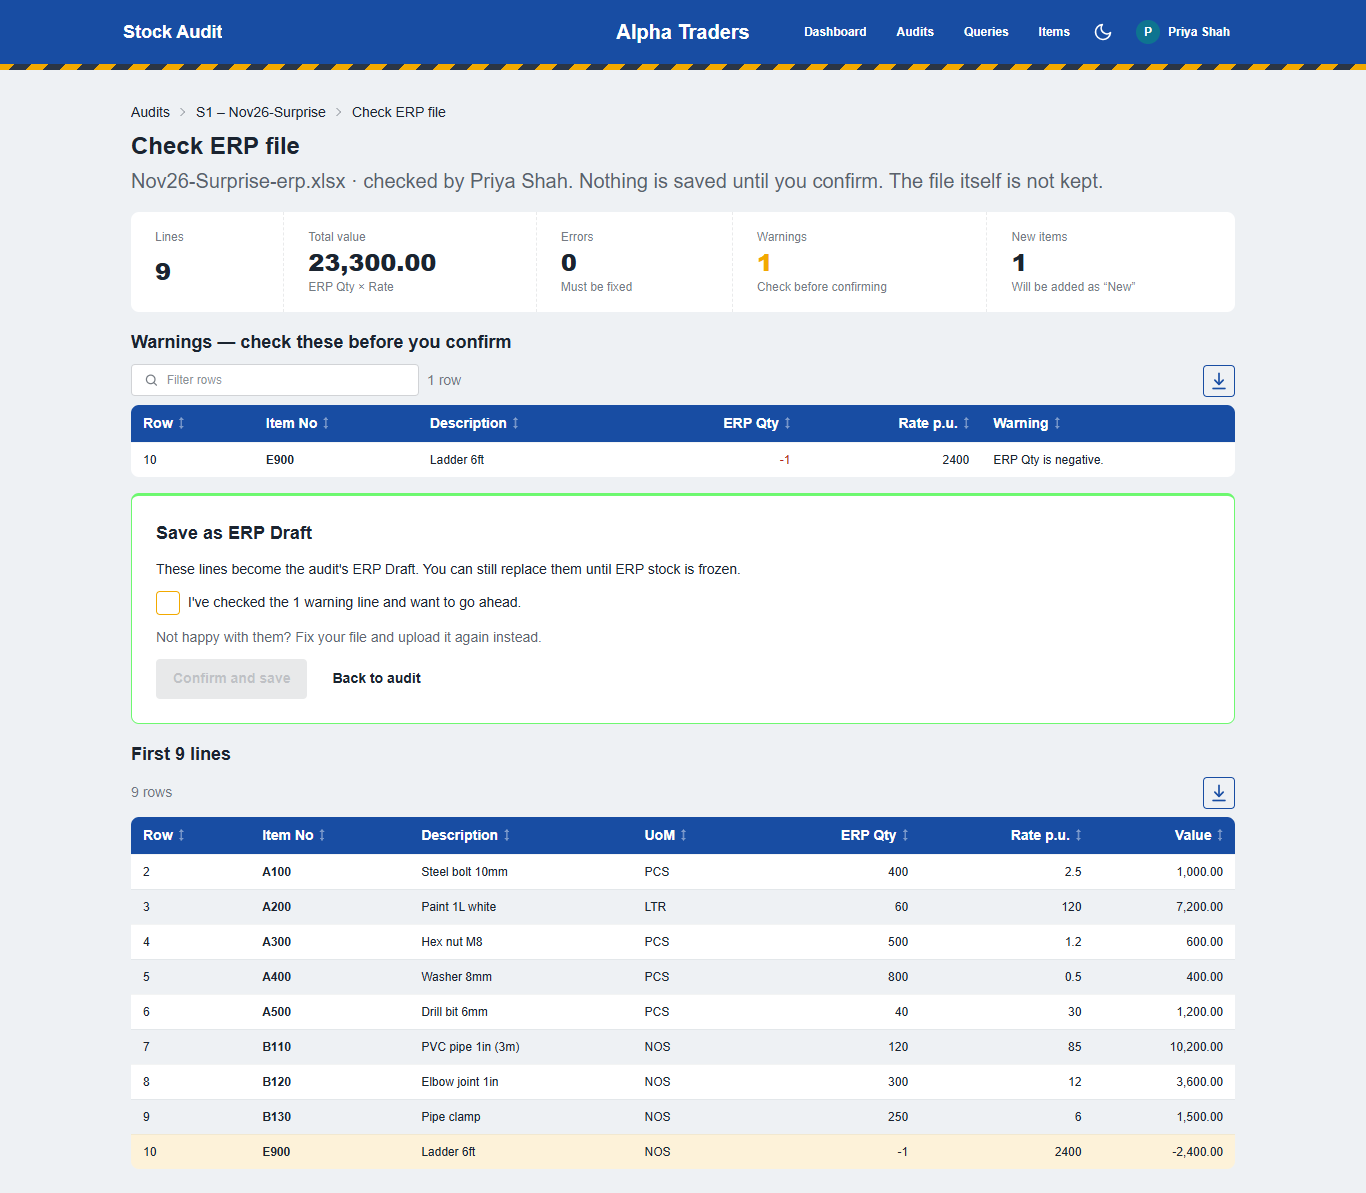 Stock Audit
Alpha Traders
Dashboard
Audits
Queries
Items
P
Priya Shah
Audits > S1 – Nov26-Surprise > Check ERP file
Check ERP file
Nov26-Surprise-erp.xlsx · checked by Priya Shah. Nothing is saved until you confirm. The file itself is not kept.
Lines
9
Total value
23,300.00
ERP Qty × Rate
Errors
0
Must be fixed
Warnings
1
Check before confirming
New items
1
Will be added as “New”
Warnings — check these before you confirm
Filter rows
1 row
Row Item No Description ERP Qty Rate p.u. Warning
10 E900 Ladder 6ft -1 2400 ERP Qty is negative.
Save as ERP Draft
These lines become the audit's ERP Draft. You can still replace them until ERP stock is frozen.
I've checked the 1 warning line and want to go ahead.
Not happy with them? Fix your file and upload it again instead.
Confirm and save
Back to audit
First 9 lines
9 rows
Row Item No Description UoM ERP Qty Rate p.u. Value
2 A100 Steel bolt 10mm PCS 400 2.5 1,000.00
3 A200 Paint 1L white LTR 60 120 7,200.00
4 A300 Hex nut M8 PCS 500 1.2 600.00
5 A400 Washer 8mm PCS 800 0.5 400.00
6 A500 Drill bit 6mm PCS 40 30 1,200.00
7 B110 PVC pipe 1in (3m) NOS 120 85 10,200.00
8 B120 Elbow joint 1in NOS 300 12 3,600.00
9 B130 Pipe clamp NOS 250 6 1,500.00
10 E900 Ladder 6ft NOS -1 2400 -2,400.00